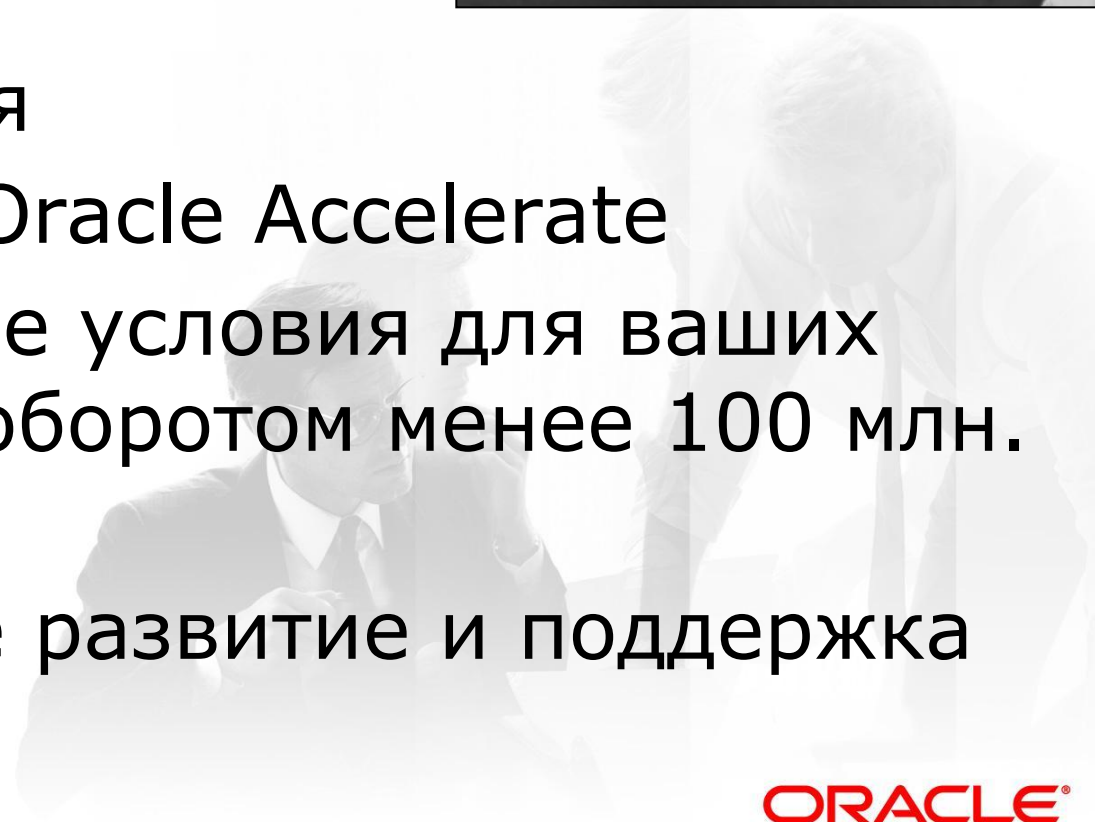 я
Oracle Accelerate
е условия для ваших
оборотом менее 100 млн.
е развитие и поддержка
ORACLE®